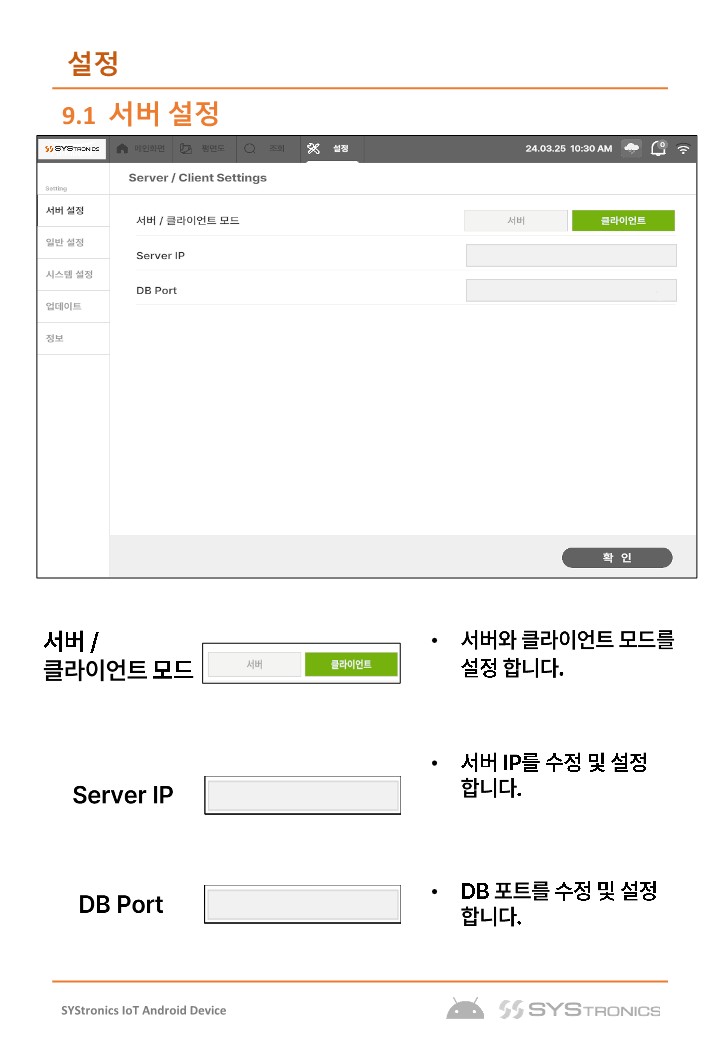 설정
9.1 서버 설정
SYSTRONICS 메인화면 평면도 조회 설정 24.03.25 10:30 AM 0
Setting
Server / Client Settings
서버 설정
서버 / 클라이언트 모드 서버 클라이언트
일반 설정
Server IP
시스템 설정
DB Port
업데이트
정보
확 인
서버 /
클라이언트 모드
서버 클라이언트
• 서버와 클라이언트 모드를
설정 합니다.
Server IP
• 서버 IP를 수정 및 설정
합니다.
DB Port
• DB 포트를 수정 및 설정
합니다.
SYStronics IoT Android Device
SYSTRONICS